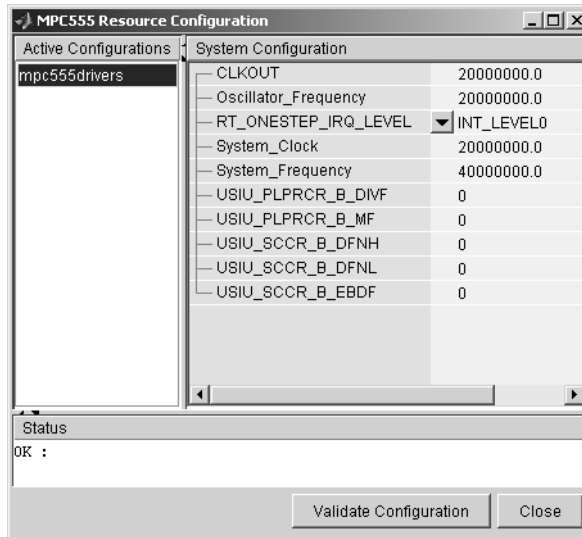 MPC555 Resource Configuration
Active Configurations
System Configuration
mpc555drivers
CLKOUT 20000000.0
Oscillator_Frequency 20000000.0
RT_ONESTEP_IRQ_LEVEL INT_LEVEL0
System_Clock 20000000.0
System_Frequency 40000000.0
USIU_PLPRCR_B_DIVF 0
USIU_PLPRCR_B_MF 0
USIU_SCCR_B_DFNH 0
USIU_SCCR_B_DFNL 0
USIU_SCCR_B_EBDF 0
Status
OK :
Validate Configuration
Close